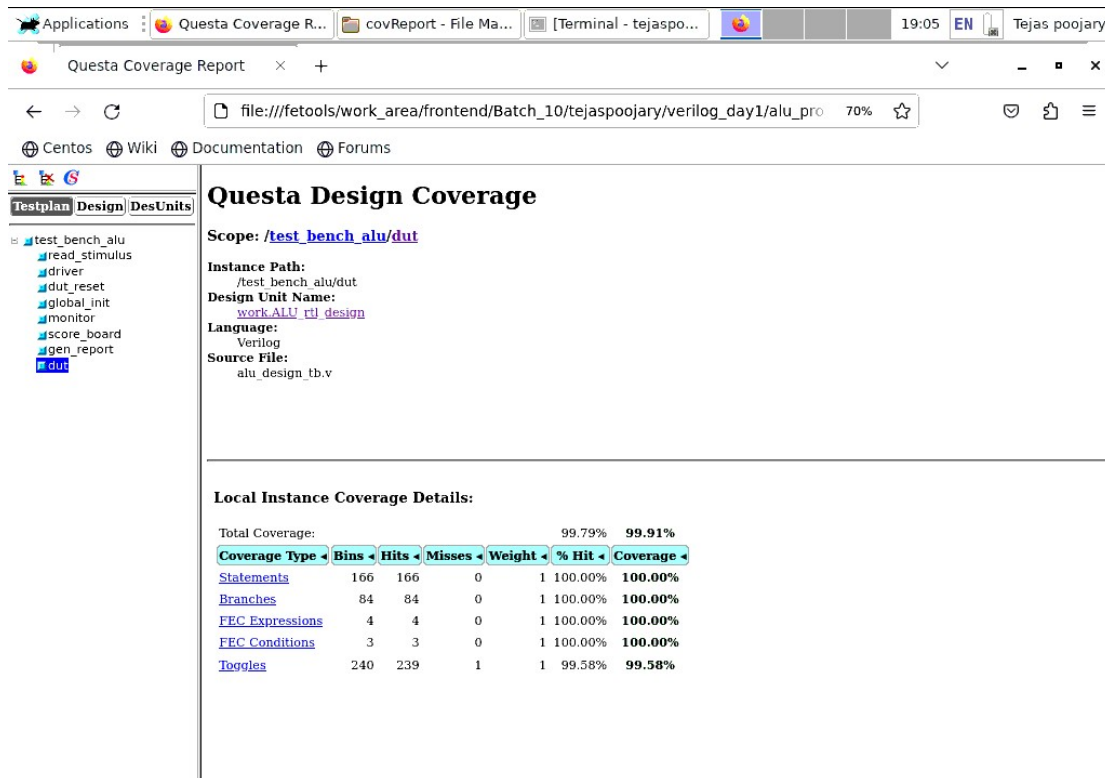 Applications Questa Coverage R... covReport - File Ma... [Terminal - tejaspo... 19:05 EN Tejas poojary
Questa Coverage Report × +
file:///fetools/work_area/frontend/Batch_10/tejaspoojary/verilog_day1/alu_pro 70%
Centos Wiki Documentation Forums
Testplan Design DesUnits
test_bench_alu
read_stimulus
driver
dut_reset
global_init
monitor
score_board
gen_report
dut
Questa Design Coverage
Scope: /test_bench_alu/dut
Instance Path:
/test_bench_alu/dut
Design Unit Name:
work.ALU_rtl_design
Language:
Verilog
Source File:
alu_design_tb.v
Local Instance Coverage Details:
Total Coverage: 99.79% 99.91%
Coverage Type Bins Hits Misses Weight % Hit Coverage
Statements 166 166 0 1 100.00% 100.00%
Branches 84 84 0 1 100.00% 100.00%
FEC Expressions 4 4 0 1 100.00% 100.00%
FEC Conditions 3 3 0 1 100.00% 100.00%
Toggles 240 239 1 1 99.58% 99.58%